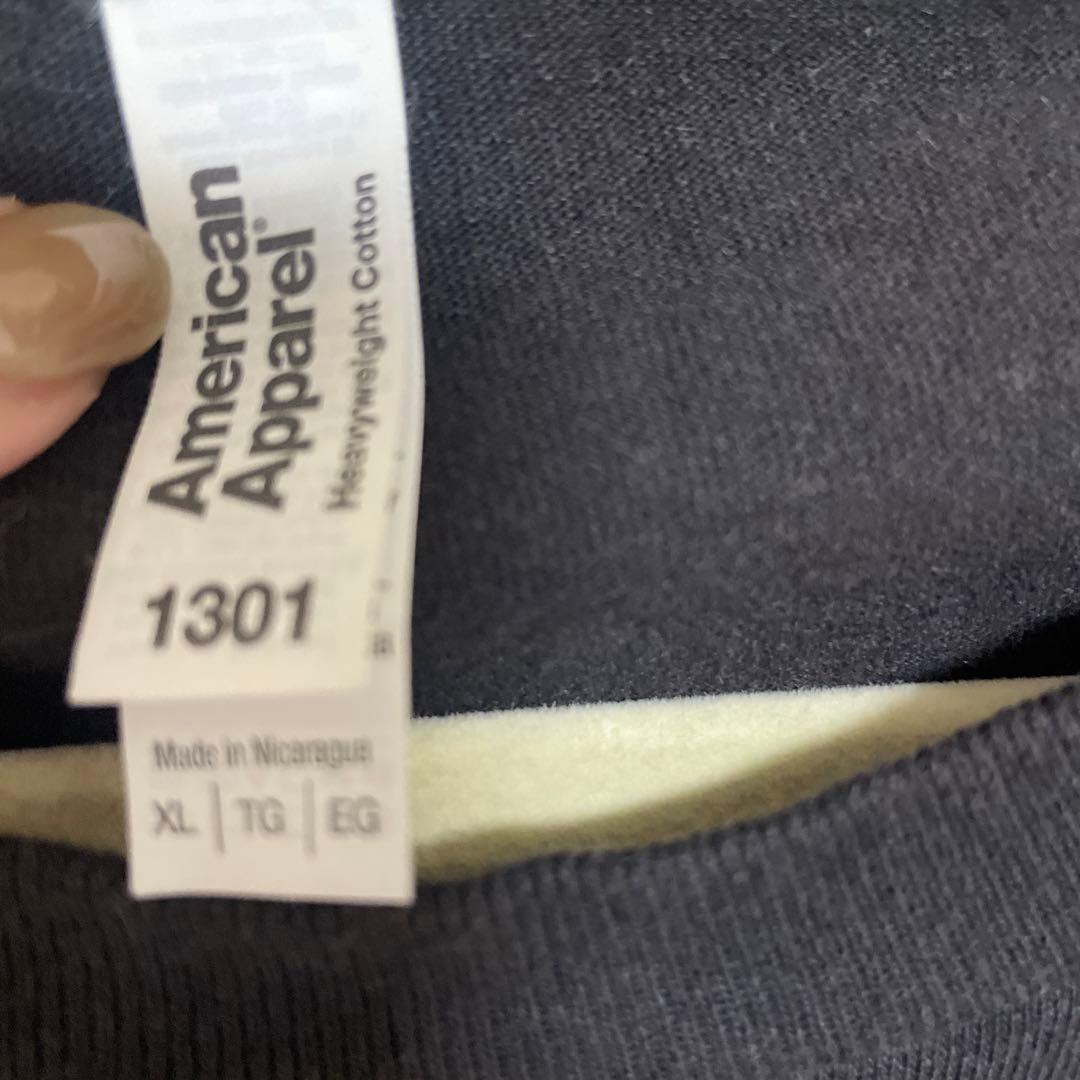 American
Apparel®
Heavyweight Cotton
1301
Made in Nicaragua
XL | TG | EG